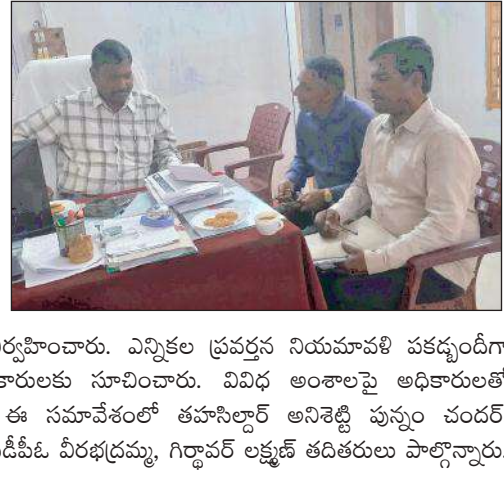 ర్వహించారు. ఎన్నికల ప్రవర్తన నియమావళి పకడ్బందీగా
కారులకు సూచించారు. వివిధ అంశాలపై అధికారులతో
ఈ సమావేశంలో తహసిల్దార్ అనిశెట్టి పున్నం చందర్
డీపీఓ వీరభద్రమ్మ, గిర్ధావర్ లక్ష్మణ్ తదితరులు పాల్గొన్నారు.